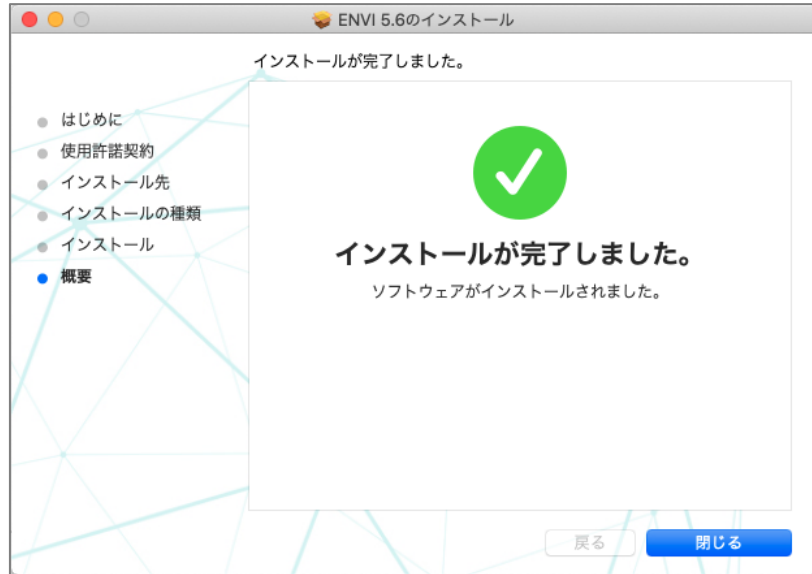 ENVI 5.6のインストール
インストールが完了しました。
はじめに
使用許諾契約
インストール先
インストールの種類
インストール
概要
インストールが完了しました。
ソフトウェアがインストールされました。
戻る
閉じる